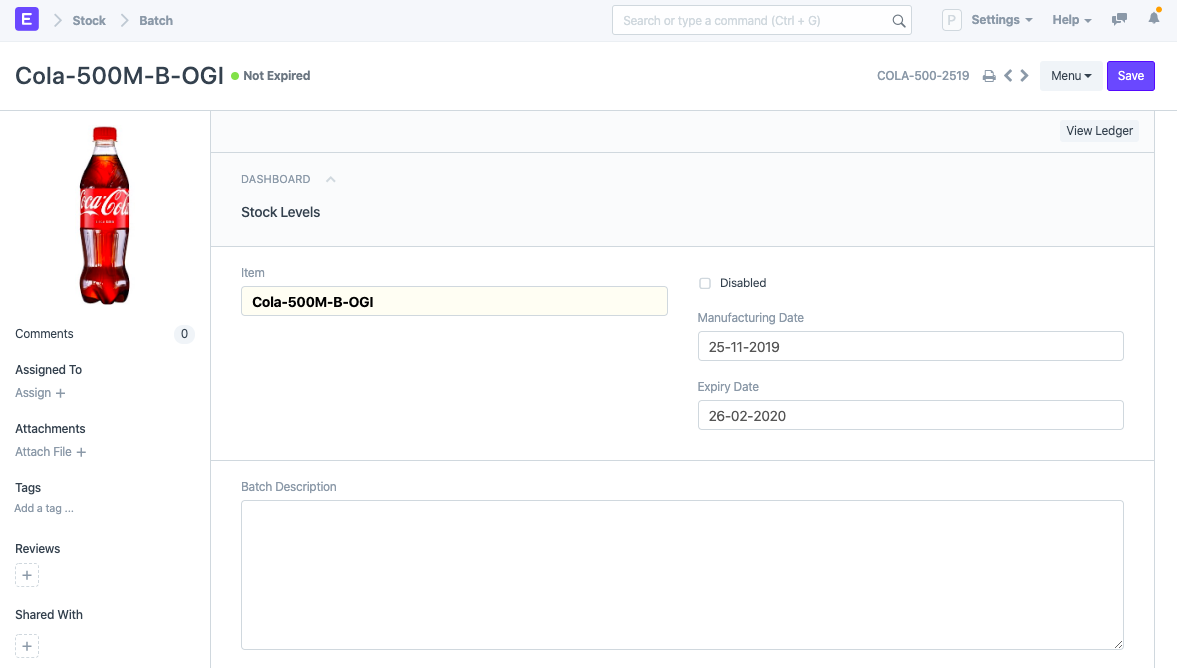 E Stock Batch Search or type a command (Ctrl + G) P Settings Help
Cola-500M-B-OGI Not Expired COLA-500-2519 Menu Save
View Ledger
DASHBOARD
Stock Levels
Coca-Cola
Item
Cola-500M-B-OGI
Disabled
Manufacturing Date
25-11-2019
Expiry Date
26-02-2020
Comments 0
Assigned To
Assign +
Attachments
Attach File +
Tags
Add a tag ...
Reviews
+
Shared With
+
Batch Description